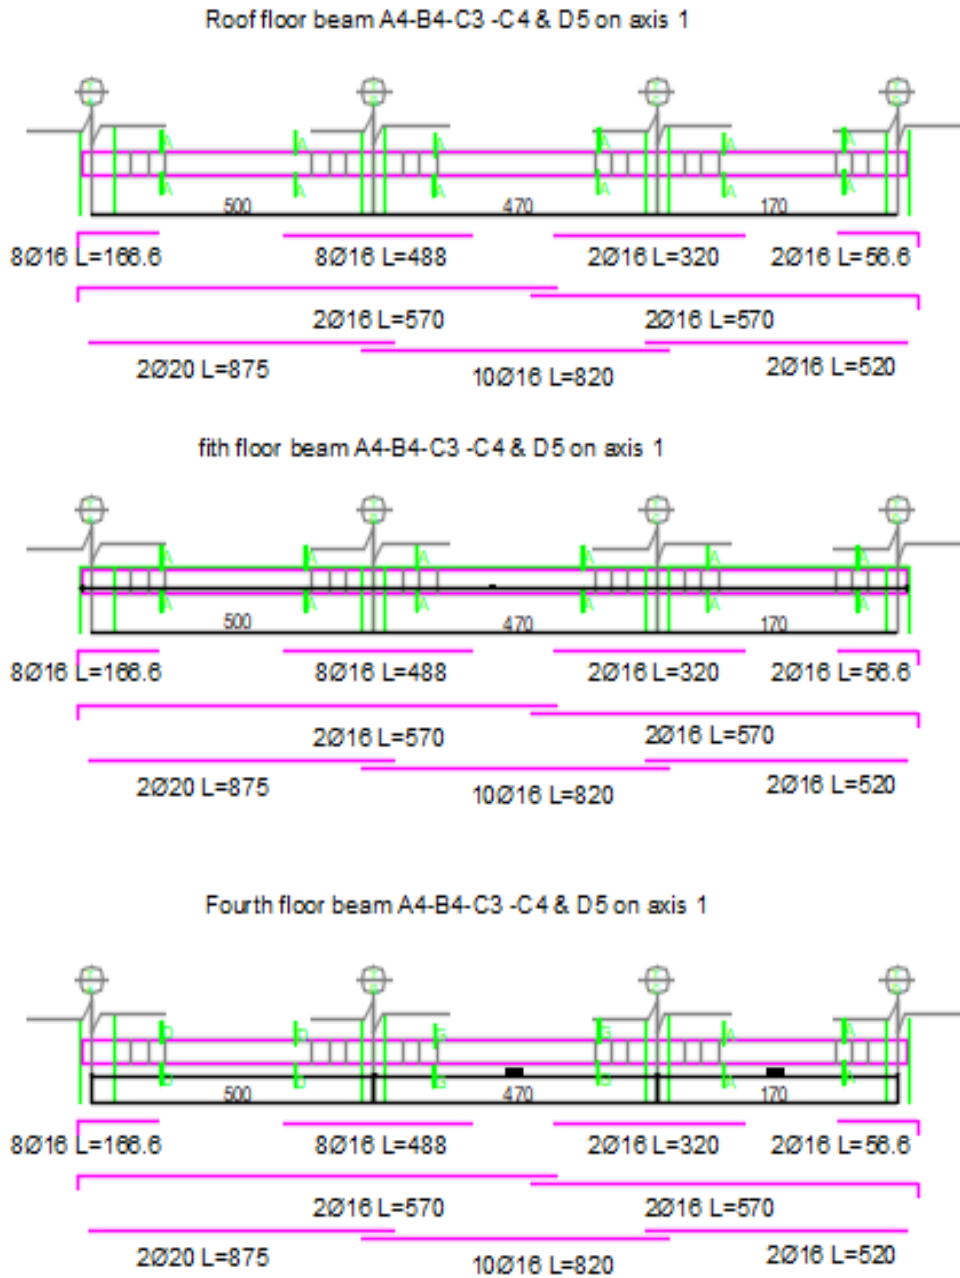 Roof floor beam A4-B4-C3 -C4 & D5 on axis 1
A A A A A A
A A A A A A
500 470 170
8Ø16 L=166.6 8Ø16 L=488 2Ø16 L=320 2Ø16 L=56.6
2Ø16 L=570 2Ø16 L=570
2Ø20 L=875 10Ø16 L=820 2Ø16 L=520
fith floor beam A4-B4-C3 -C4 & D5 on axis 1
A A A A A A
A A A A A A
500 470 170
8Ø16 L=166.6 8Ø16 L=488 2Ø16 L=320 2Ø16 L=56.6
2Ø16 L=570 2Ø16 L=570
2Ø20 L=875 10Ø16 L=820 2Ø16 L=520
Fourth floor beam A4-B4-C3 -C4 & D5 on axis 1
D D G G A A
D D G G A A
500 470 170
8Ø16 L=166.6 8Ø16 L=488 2Ø16 L=320 2Ø16 L=56.6
2Ø16 L=570 2Ø16 L=570
2Ø20 L=875 10Ø16 L=820 2Ø16 L=520